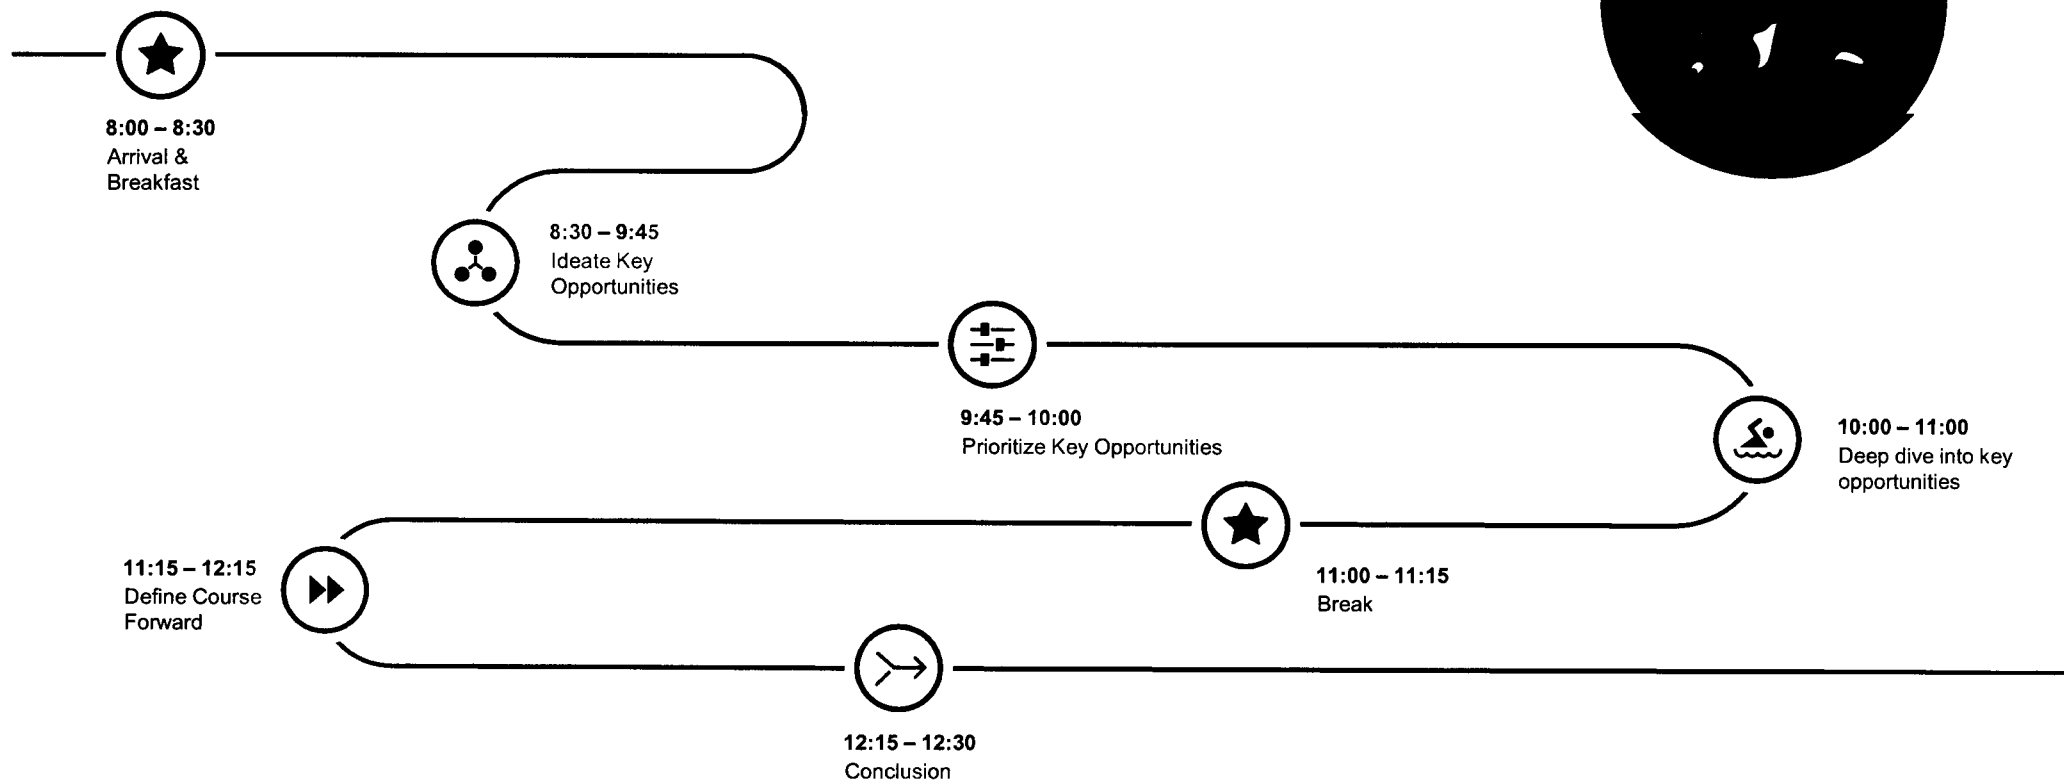 8:00 – 8:30
Arrival &
Breakfast
8:30 – 9:45
Ideate Key
Opportunities
9:45 – 10:00
Prioritize Key Opportunities
10:00 – 11:00
Deep dive into key
opportunities
11:00 – 11:15
Break
11:15 – 12:15
Define Course
Forward
12:15 – 12:30
Conclusion